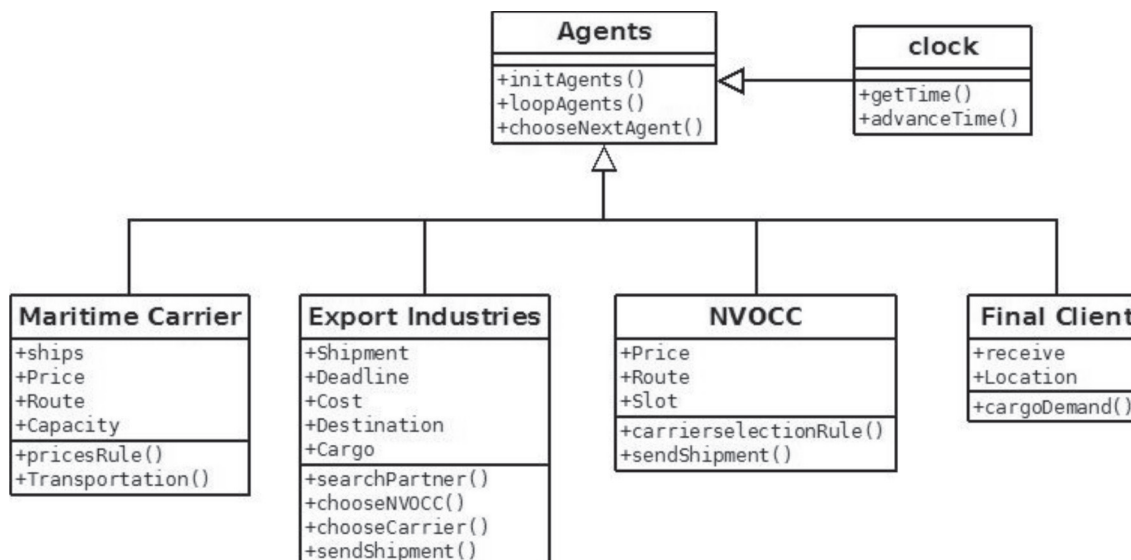 Agents
+initAgents()
+loopAgents()
+chooseNextAgent()
clock
+getTime()
+advanceTime()
Maritime Carrier
+ships
+Price
+Route
+Capacity
+pricesRule()
+Transportation()
Export Industries
+Shipment
+Deadline
+Cost
+Destination
+Cargo
+searchPartner()
+chooseNVOCC()
+chooseCarrier()
+sendShipment()
NVOCC
+Price
+Route
+Slot
+carrierselectionRule()
+sendShipment()
Final Client
+receive
+Location
+cargoDemand()